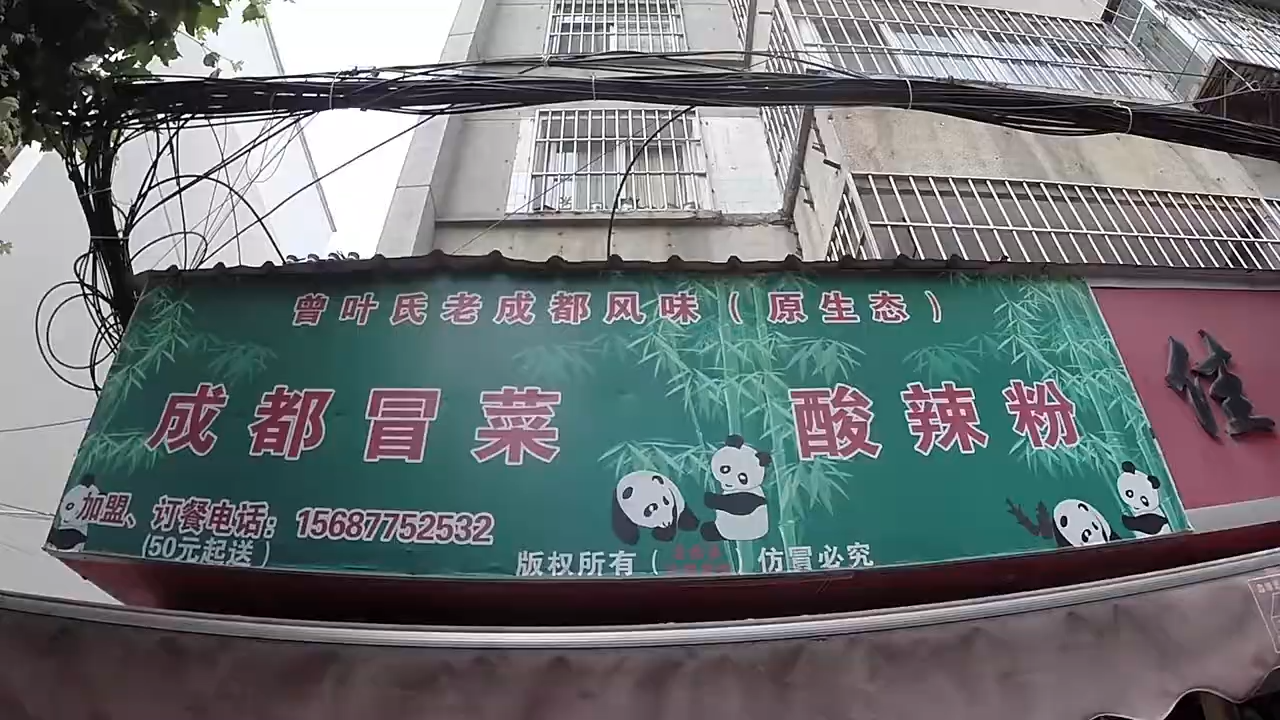 曾叶氏老成都风味（原生态）
成都冒菜 酸辣粉
加盟、订餐电话：15687752532
(50元起送)
版权所有（ ）仿冒必究
佳